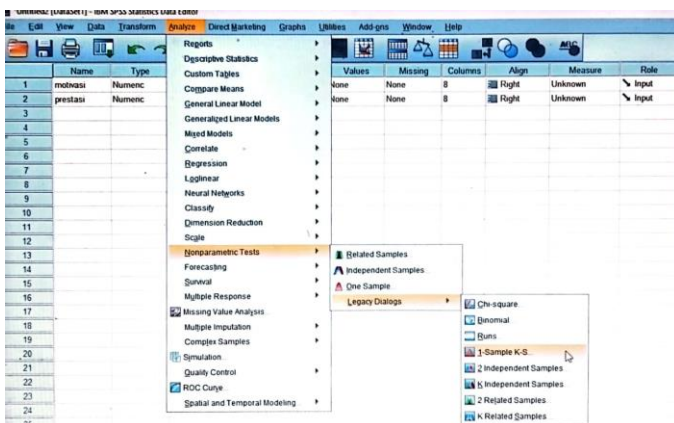 Untitled2 [DataSet1] - IBM SPSS Statistics Data Editor
Edit View Data Transform Analyze Direct Marketing Graphs Utilities Add-ons Window Help
Name Type Values Missing Columns Align Measure Role
1 motivasi Numeric None None 8 Right Unknown Input
2 prestasi Numeric None None 8 Right Unknown Input
3
4
5
6
7
8
9
10
11
12
13
14
15
16
17
18
19
20
21
22
23
24
Reports
Descriptive Statistics
Custom Tables
Compare Means
General Linear Model
Generalized Linear Models
Mixed Models
Correlate
Regression
Loglinear
Neural Networks
Classify
Dimension Reduction
Scale
Nonparametric Tests
Forecasting
Survival
Multiple Response
Missing Value Analysis...
Multiple Imputation
Complex Samples
Simulation...
Quality Control
ROC Curve...
Spatial and Temporal Modeling...
Related Samples
Independent Samples
One Sample
Legacy Dialogs
Chi-square
Binomial
Runs
1-Sample K-S...
2 Independent Samples
K Independent Samples
2 Related Samples
K Related Samples